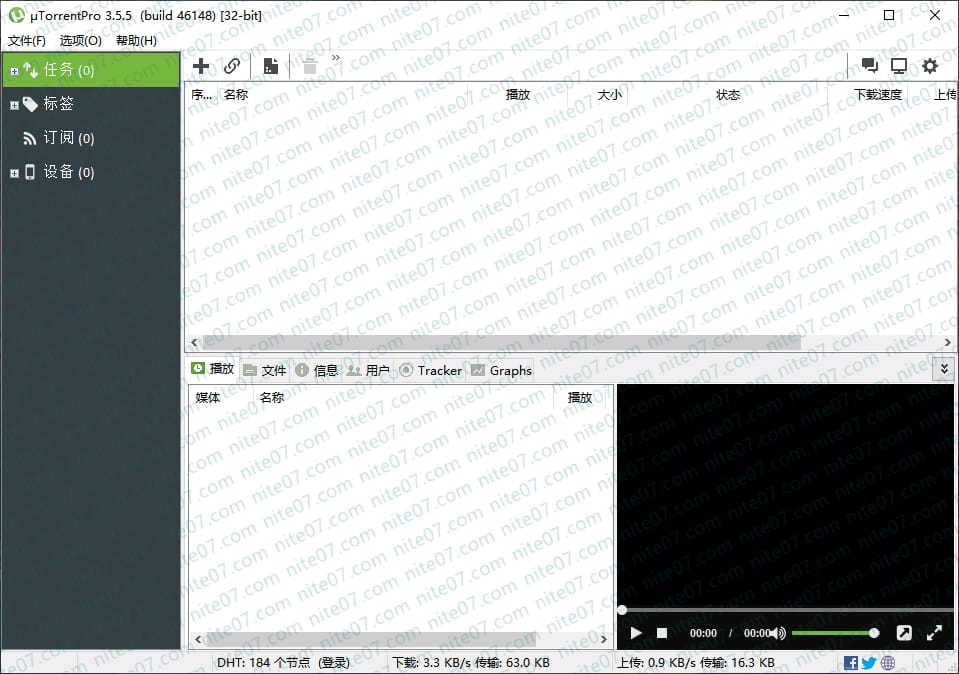 µTorrentPro 3.5.5 (build 46148) [32-bit]
文件(F) 选项(O) 帮助(H)
任务 (0)
标签
订阅 (0)
设备 (0)
序... 名称 播放 大小 状态 下载速度 上传
播放 文件 信息 用户 Tracker Graphs
媒体 名称 播放
00:00 / 00:00
DHT: 184 个节点 (登录) 下载: 3.3 KB/s 传输: 63.0 KB 上传: 0.9 KB/s 传输: 16.3 KB
nite07.com